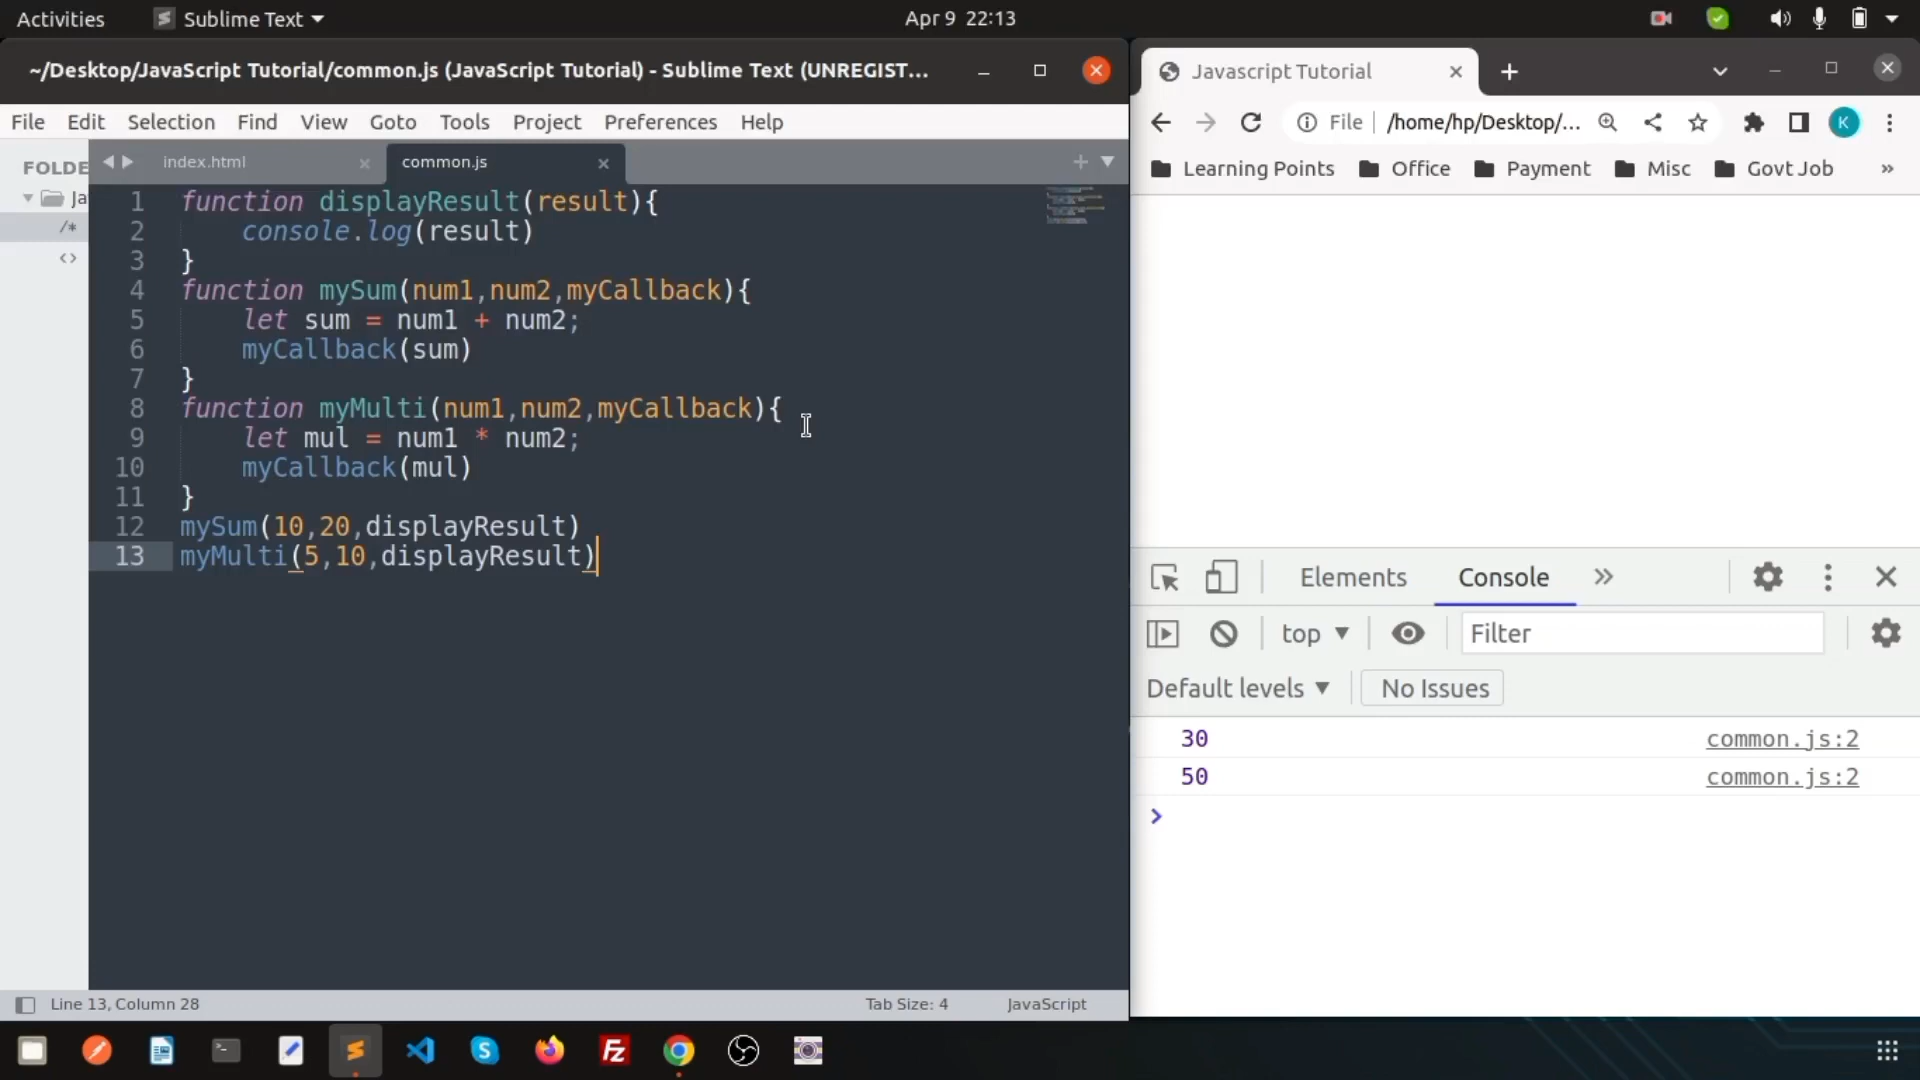 Activities
Sublime Text
Apr 9 22:13
~/Desktop/JavaScript Tutorial/common.js (JavaScript Tutorial) - Sublime Text (UNREGIST...
File Edit Selection Find View Goto Tools Project Preferences Help
FOLDE
Ja
/*
<>
index.html
common.js
1 function displayResult(result){
2 console.log(result)
3 }
4 function mySum(num1,num2,myCallback){
5 let sum = num1 + num2;
6 myCallback(sum)
7 }
8 function myMulti(num1,num2,myCallback){
9 let mul = num1 * num2;
10 myCallback(mul)
11 }
12 mySum(10,20,displayResult)
13 myMulti(5,10,displayResult)
Line 13, Column 28
Tab Size: 4
JavaScript
Javascript Tutorial
File
/home/hp/Desktop/...
K
Learning Points Office Payment Misc Govt Job »
Elements Console
top
Filter
Default levels
No Issues
30 common.js:2
50 common.js:2
>
S
Fz